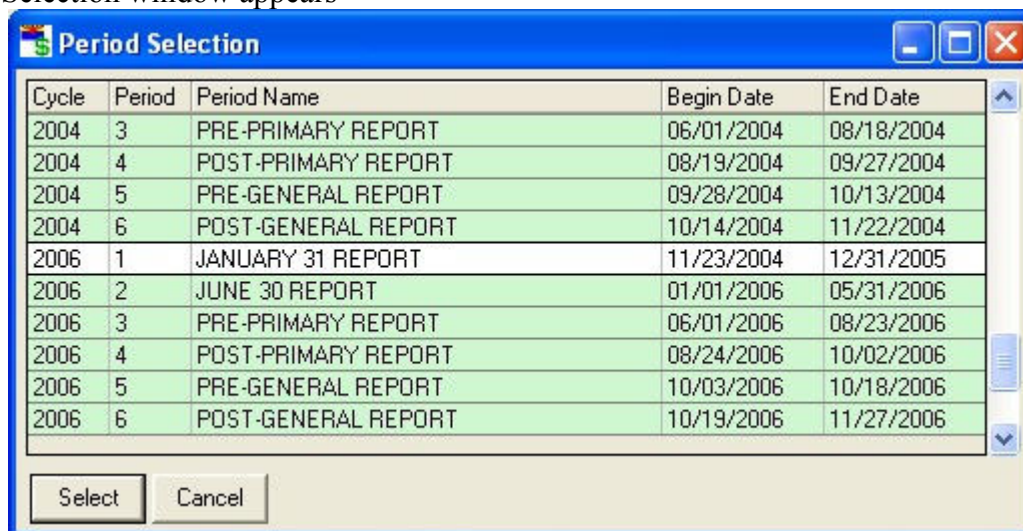 Selection window appears
Period Selection
Cycle Period Period Name Begin Date End Date
2004 3 PRE-PRIMARY REPORT 06/01/2004 08/18/2004
2004 4 POST-PRIMARY REPORT 08/19/2004 09/27/2004
2004 5 PRE-GENERAL REPORT 09/28/2004 10/13/2004
2004 6 POST-GENERAL REPORT 10/14/2004 11/22/2004
2006 1 JANUARY 31 REPORT 11/23/2004 12/31/2005
2006 2 JUNE 30 REPORT 01/01/2006 05/31/2006
2006 3 PRE-PRIMARY REPORT 06/01/2006 08/23/2006
2006 4 POST-PRIMARY REPORT 08/24/2006 10/02/2006
2006 5 PRE-GENERAL REPORT 10/03/2006 10/18/2006
2006 6 POST-GENERAL REPORT 10/19/2006 11/27/2006
Select Cancel